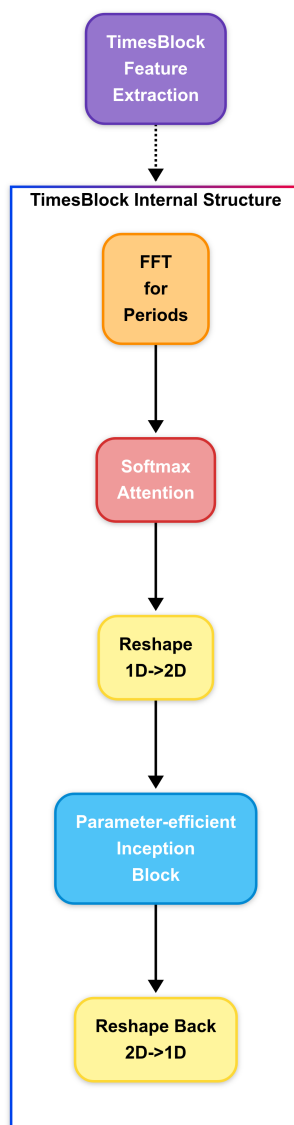 TimesBlock
Feature
Extraction
TimesBlock Internal Structure
FFT
for
Periods
Softmax
Attention
Reshape
1D->2D
Parameter-efficient
Inception
Block
Reshape Back
2D->1D